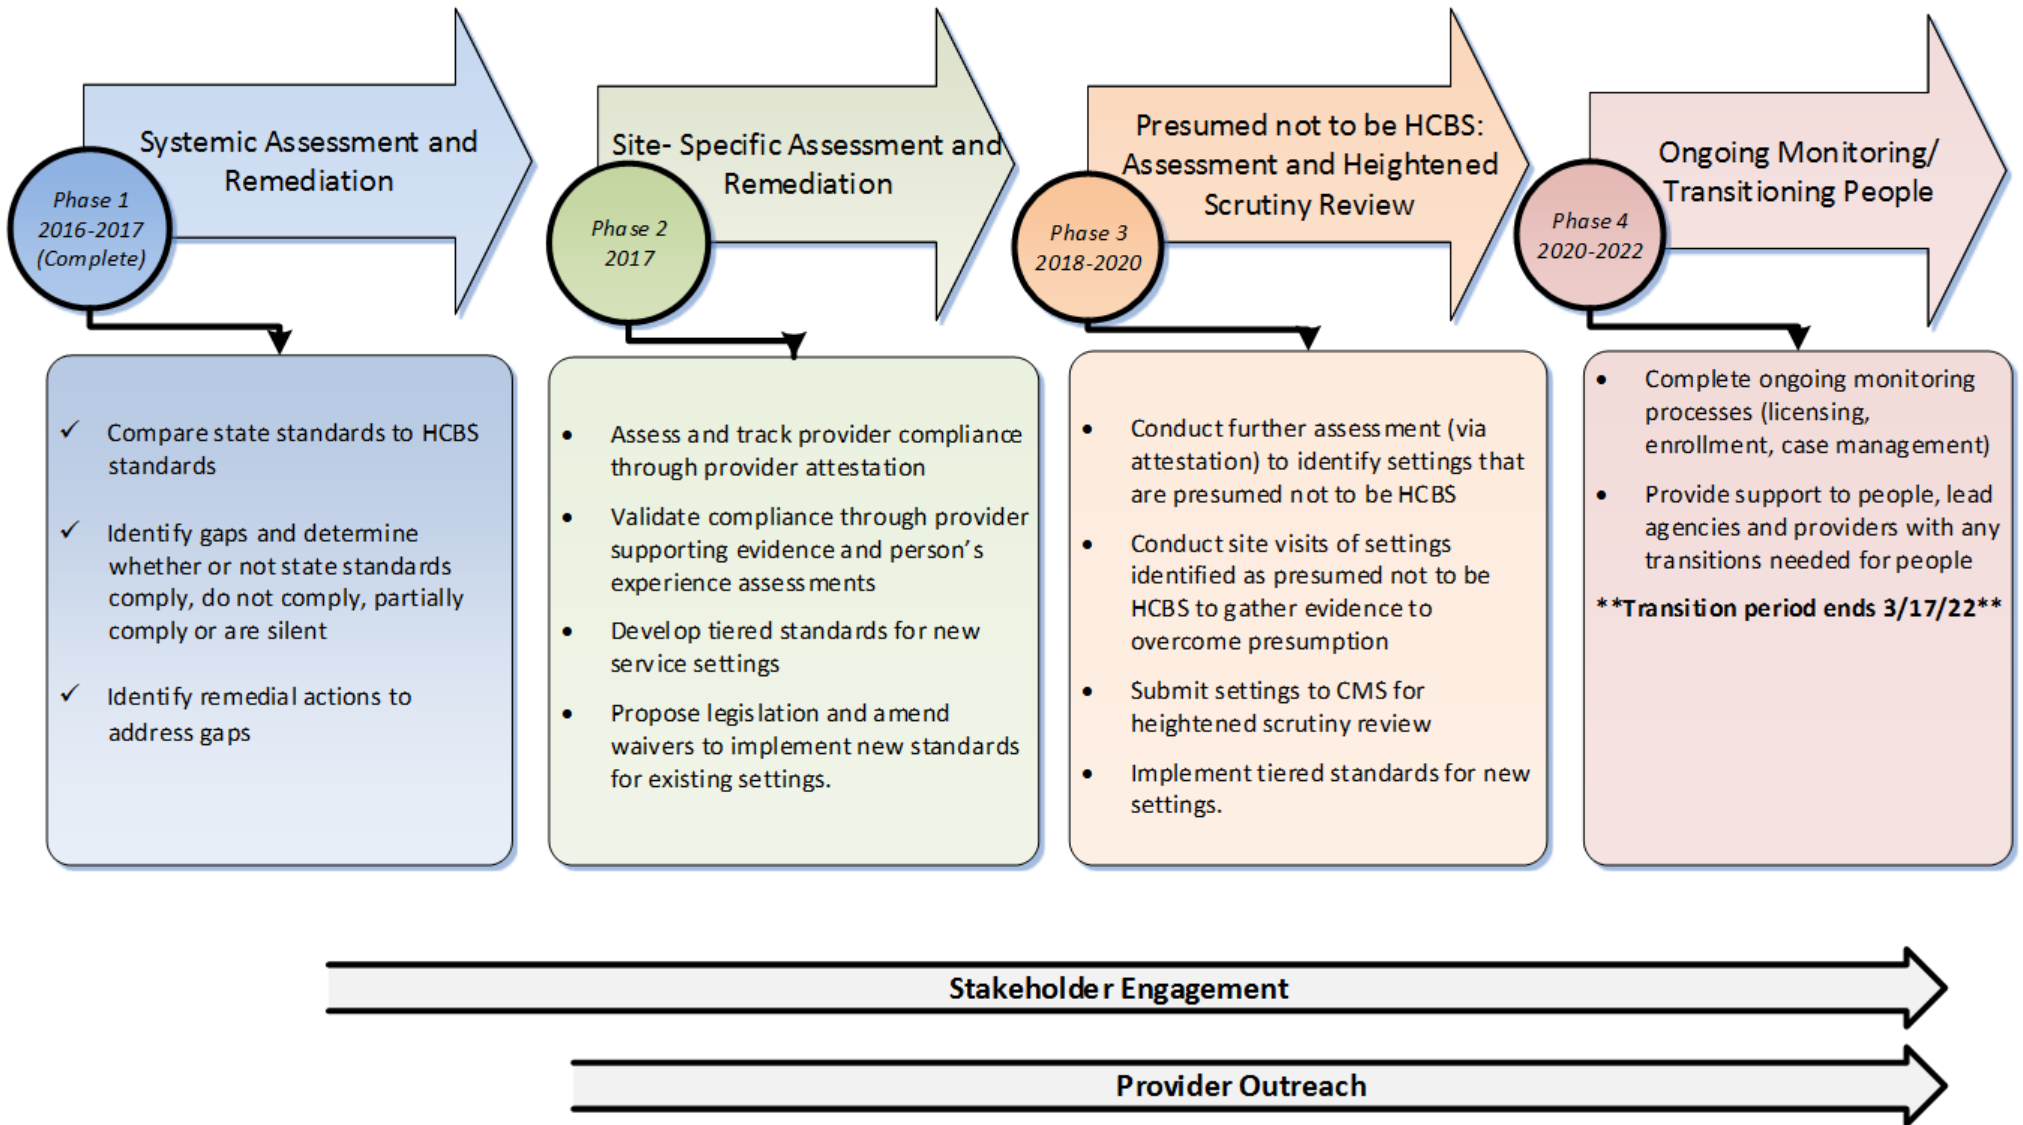 Systemic Assessment and
Remediation
Phase 1
2016-2017
(Complete)
✓ Compare state standards to HCBS
standards
✓ Identify gaps and determine
whether or not state standards
comply, do not comply, partially
comply or are silent
✓ Identify remedial actions to
address gaps
Site- Specific Assessment and
Remediation
Phase 2
2017
• Assess and track provider compliance
through provider attestation
• Validate compliance through provider
supporting evidence and person's
experience assessments
• Develop tiered standards for new
service settings
• Propose legislation and amend
waivers to implement new standards
for existing settings.
Presumed not to be HCBS:
Assessment and Heightened
Scrutiny Review
Phase 3
2018-2020
• Conduct further assessment (via
attestation) to identify settings that
are presumed not to be HCBS
• Conduct site visits of settings
identified as presumed not to be
HCBS to gather evidence to
overcome presumption
• Submit settings to CMS for
heightened scrutiny review
• Implement tiered standards for new
settings.
Ongoing Monitoring/
Transitioning People
Phase 4
2020-2022
• Complete ongoing monitoring
processes (licensing,
enrollment, case management)
• Provide support to people, lead
agencies and providers with any
transitions needed for people
**Transition period ends 3/17/22**
Stakeholder Engagement
Provider Outreach